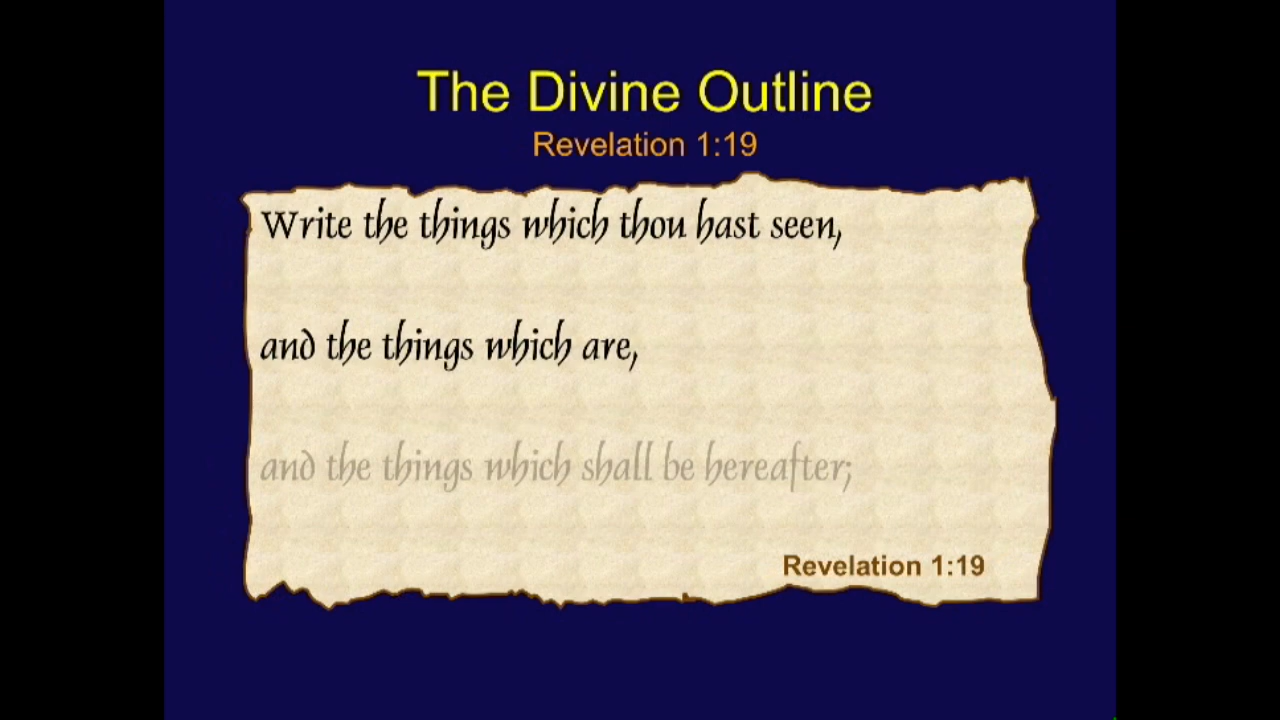 The Divine Outline
Revelation 1:19
Write the things which thou hast seen,
and the things which are,
and the things which shall be hereafter;
Revelation 1:19